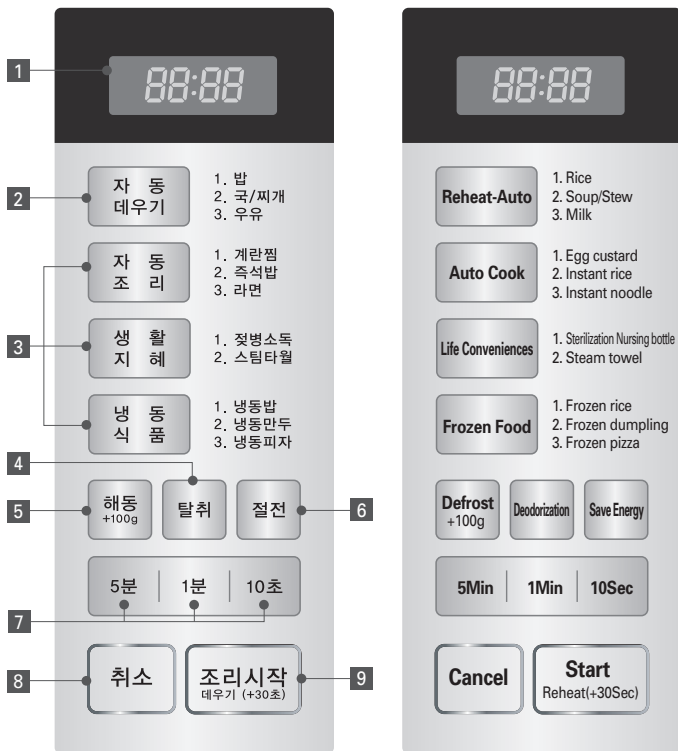 1
88:88
2
자 동
데우기
1. 밥
2. 국/찌개
3. 우유
자 동
조 리
1. 계란찜
2. 즉석밥
3. 라면
3
생 활
지 혜
1. 젖병소독
2. 스팀타월
냉 동
식 품
1. 냉동밥
2. 냉동만두
3. 냉동피자
4
5
해동
+100g
탈취
절전
6
5분
1분
10초
7
8
취소
조리시작
데우기 (+30초)
9
88:88
Reheat-Auto
1. Rice
2. Soup/Stew
3. Milk
Auto Cook
1. Egg custard
2. Instant rice
3. Instant noodle
Life Conveniences
1. Sterilization Nursing bottle
2. Steam towel
Frozen Food
1. Frozen rice
2. Frozen dumpling
3. Frozen pizza
Defrost
+100g
Deodorization
Save Energy
5Min
1Min
10Sec
Cancel
Start
Reheat(+30Sec)